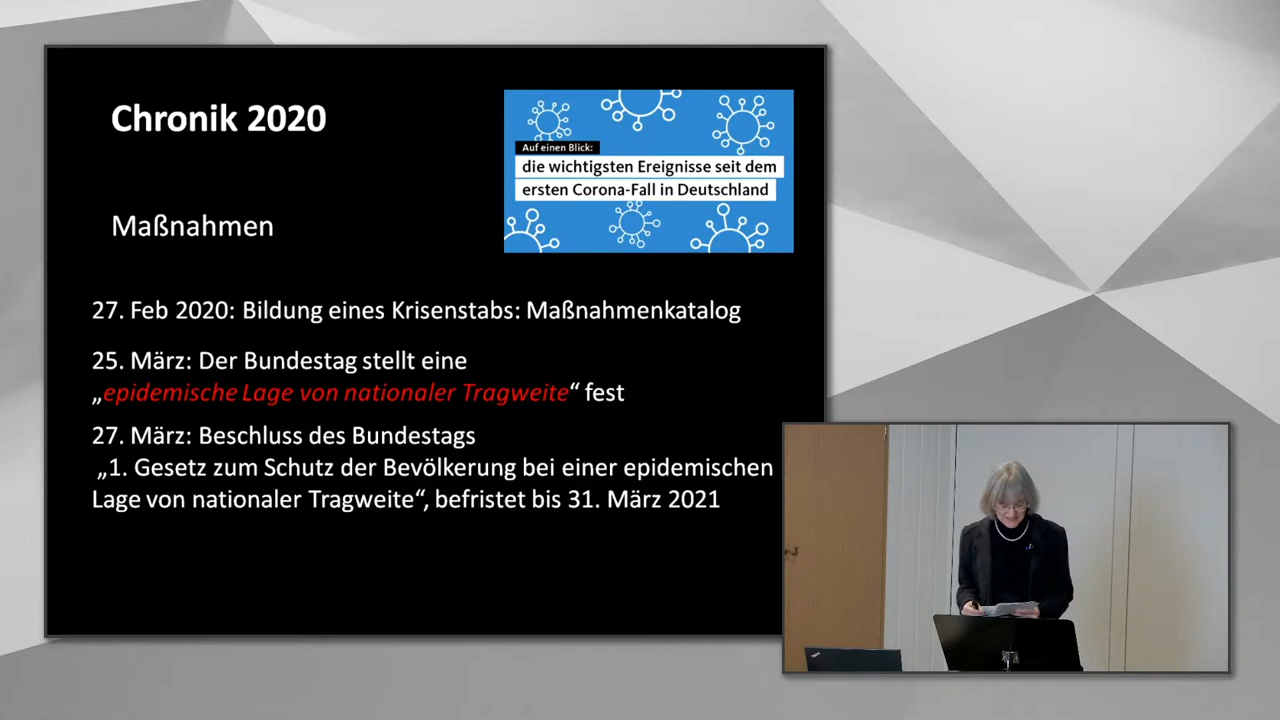 Chronik 2020
Auf einen Blick:
die wichtigsten Ereignisse seit dem
ersten Corona-Fall in Deutschland
Maßnahmen
27. Feb 2020: Bildung eines Krisenstabs: Maßnahmenkatalog
25. März: Der Bundestag stellt eine
„epidemische Lage von nationaler Tragweite“ fest
27. März: Beschluss des Bundestags
„1. Gesetz zum Schutz der Bevölkerung bei einer epidemischen
Lage von nationaler Tragweite“, befristet bis 31. März 2021